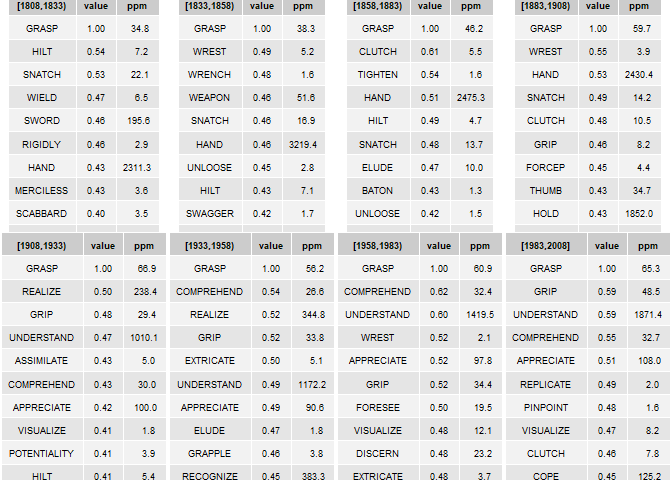 [1808,1833) value ppm [1833,1858) value ppm [1858,1883) value ppm [1883,1908) value ppm
GRASP 1.00 34.8 GRASP 1.00 38.3 GRASP 1.00 46.2 GRASP 1.00 59.7
HILT 0.54 7.2 WREST 0.49 5.2 CLUTCH 0.61 5.5 WREST 0.55 3.9
SNATCH 0.53 22.1 WRENCH 0.48 1.6 TIGHTEN 0.54 1.6 HAND 0.53 2430.4
WIELD 0.47 6.5 WEAPON 0.46 51.6 HAND 0.51 2475.3 SNATCH 0.49 14.2
SWORD 0.46 195.6 SNATCH 0.46 16.9 HILT 0.49 4.7 CLUTCH 0.48 10.5
RIGIDLY 0.46 2.9 HAND 0.46 3219.4 SNATCH 0.48 13.7 GRIP 0.46 8.2
HAND 0.43 2311.3 UNLOOSE 0.45 2.8 ELUDE 0.47 10.0 FORCEP 0.45 4.4
MERCILESS 0.43 3.6 HILT 0.43 7.1 BATON 0.43 1.3 THUMB 0.43 34.7
SCABBARD 0.40 3.5 SWAGGER 0.42 1.7 UNLOOSE 0.42 1.5 HOLD 0.43 1852.0
[1908,1933) value ppm [1933,1958) value ppm [1958,1983) value ppm [1983,2008] value ppm
GRASP 1.00 66.9 GRASP 1.00 56.2 GRASP 1.00 60.9 GRASP 1.00 65.3
REALIZE 0.50 238.4 COMPREHEND 0.54 26.6 COMPREHEND 0.62 32.4 GRIP 0.59 48.5
GRIP 0.48 29.4 REALIZE 0.52 344.8 UNDERSTAND 0.60 1419.5 UNDERSTAND 0.59 1871.4
UNDERSTAND 0.47 1010.1 GRIP 0.52 33.8 WREST 0.52 2.1 COMPREHEND 0.55 32.7
ASSIMILATE 0.43 5.0 EXTRICATE 0.50 5.1 APPRECIATE 0.52 97.8 APPRECIATE 0.51 108.0
COMPREHEND 0.43 30.0 UNDERSTAND 0.49 1172.2 GRIP 0.52 34.4 REPLICATE 0.49 2.0
APPRECIATE 0.42 100.0 APPRECIATE 0.49 90.6 FORESEE 0.50 19.5 PINPOINT 0.48 1.6
VISUALIZE 0.41 1.8 ELUDE 0.47 1.8 VISUALIZE 0.48 12.1 VISUALIZE 0.47 8.2
POTENTIALITY 0.41 3.9 GRAPPLE 0.46 3.8 DISCERN 0.48 23.2 CLUTCH 0.46 7.8
HILT 0.41 5.4 RECOGNIZE 0.45 383.3 EXTRICATE 0.48 3.7 COPE 0.45 125.2